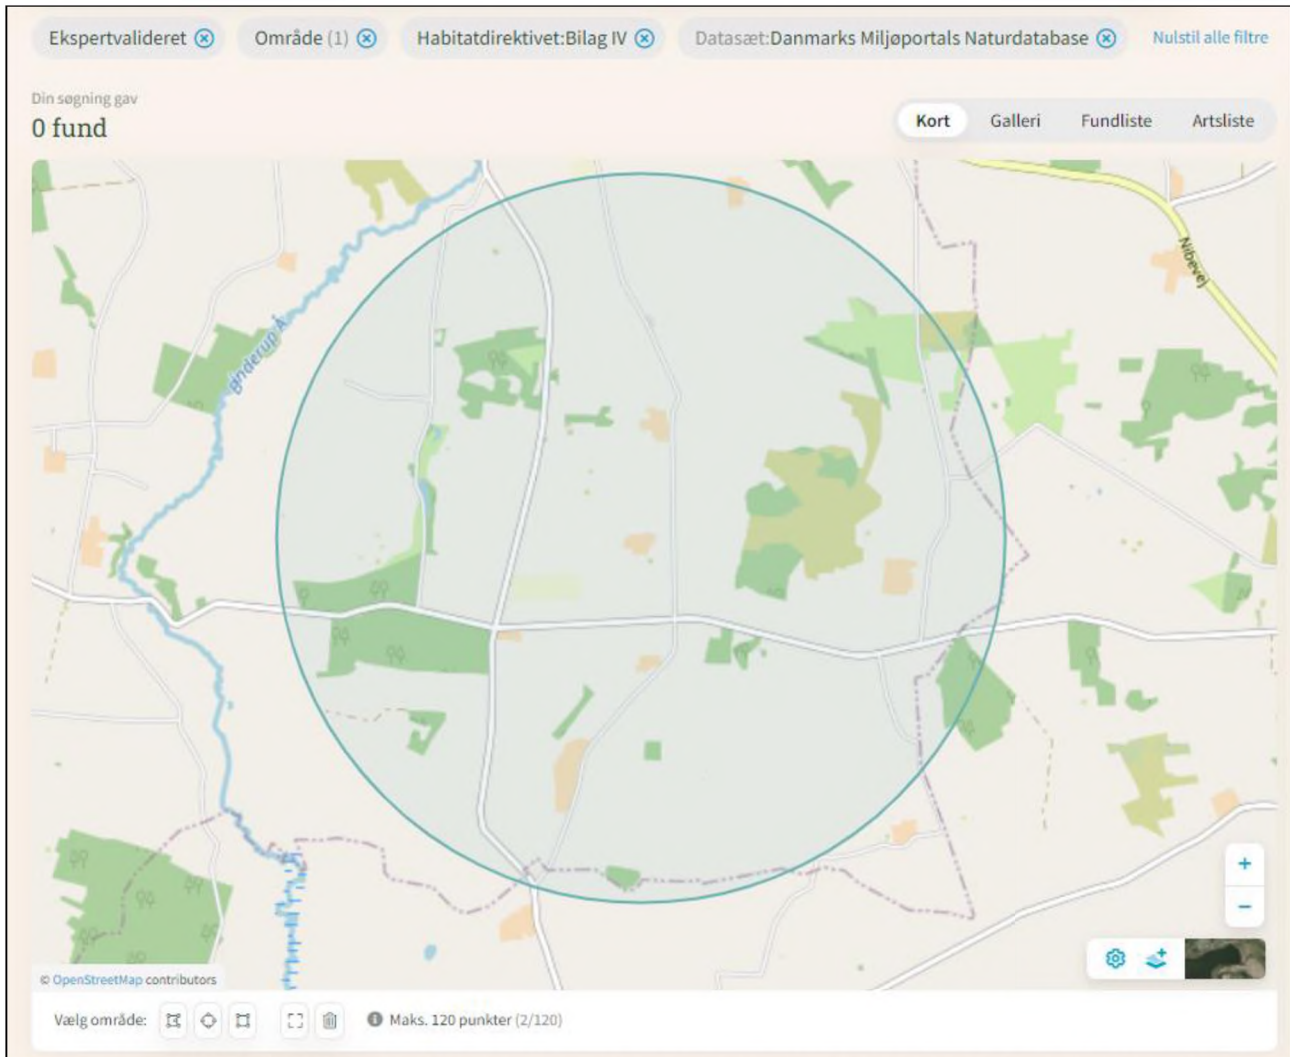 Ekspertvalideret Område (1) Habitatdirektivet:Bilag IV Datasæt:Danmarks Miljøportals Naturdatabase Nulstil alle filtre
Din søgning gav
0 fund
Kort Galleri Fundliste Artsliste
Nibevej
inderup Å
+
−
© OpenStreetMap contributors
Vælg område: Maks. 120 punkter (2/120)